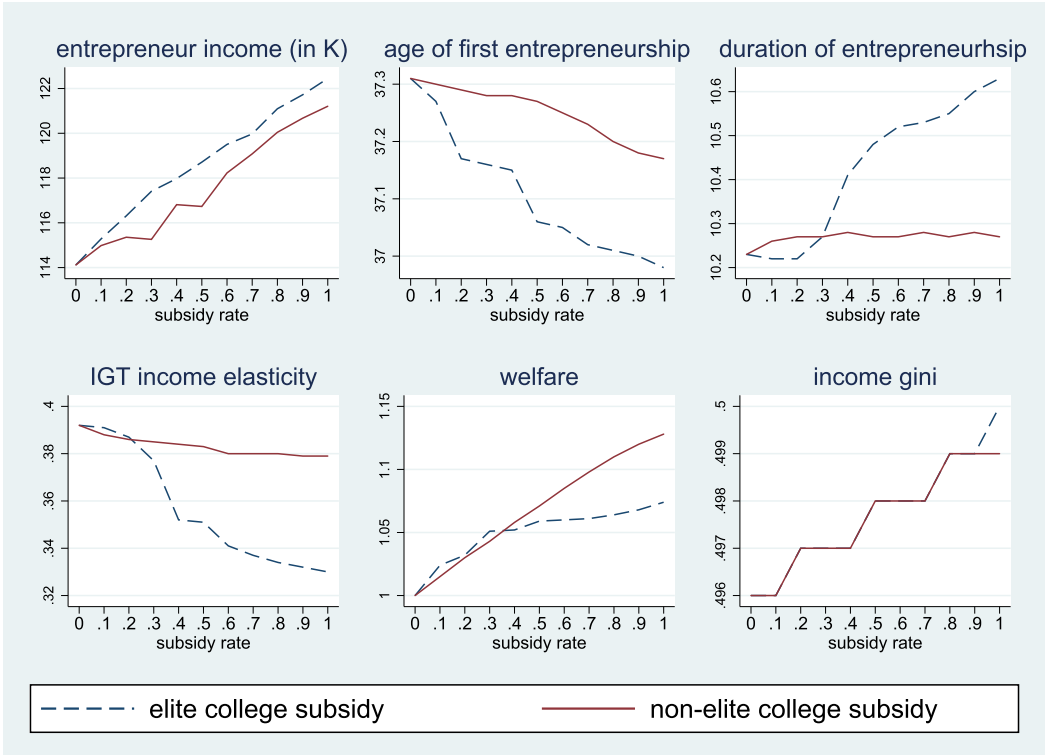 entrepreneur income (in K)
114 116 118 120 122
0 .1 .2 .3 .4 .5 .6 .7 .8 .9 1
subsidy rate
age of first entrepreneurship
37 37.1 37.2 37.3
0 .1 .2 .3 .4 .5 .6 .7 .8 .9 1
subsidy rate
duration of entrepreneurhsip
10.2 10.3 10.4 10.5 10.6
0 .1 .2 .3 .4 .5 .6 .7 .8 .9 1
subsidy rate
IGT income elasticity
.32 .34 .36 .38 .4
0 .1 .2 .3 .4 .5 .6 .7 .8 .9 1
subsidy rate
welfare
1 1.05 1.1 1.15
0 .1 .2 .3 .4 .5 .6 .7 .8 .9 1
subsidy rate
income gini
.496 .497 .498 .499 .5
0 .1 .2 .3 .4 .5 .6 .7 .8 .9 1
subsidy rate
elite college subsidy
non-elite college subsidy